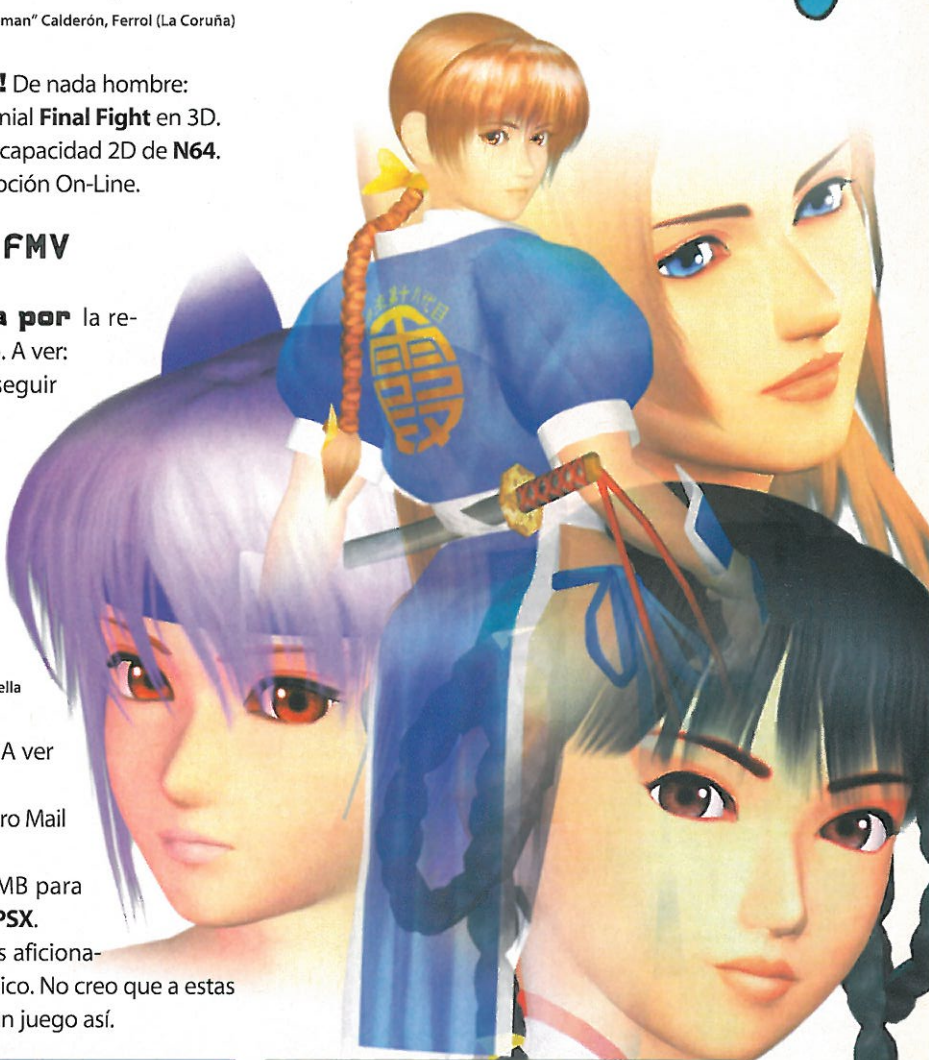 man” Calderón, Ferrol (La Coruña)
! De nada hombre:
nial Final Fight en 3D.
capacidad 2D de N64.
oción On-Line.
FMV
a por la re-
. A ver:
seguir
ella
A ver
ro Mail
MB para
PSX.
s aficiona-
ico. No creo que a estas
n juego así.